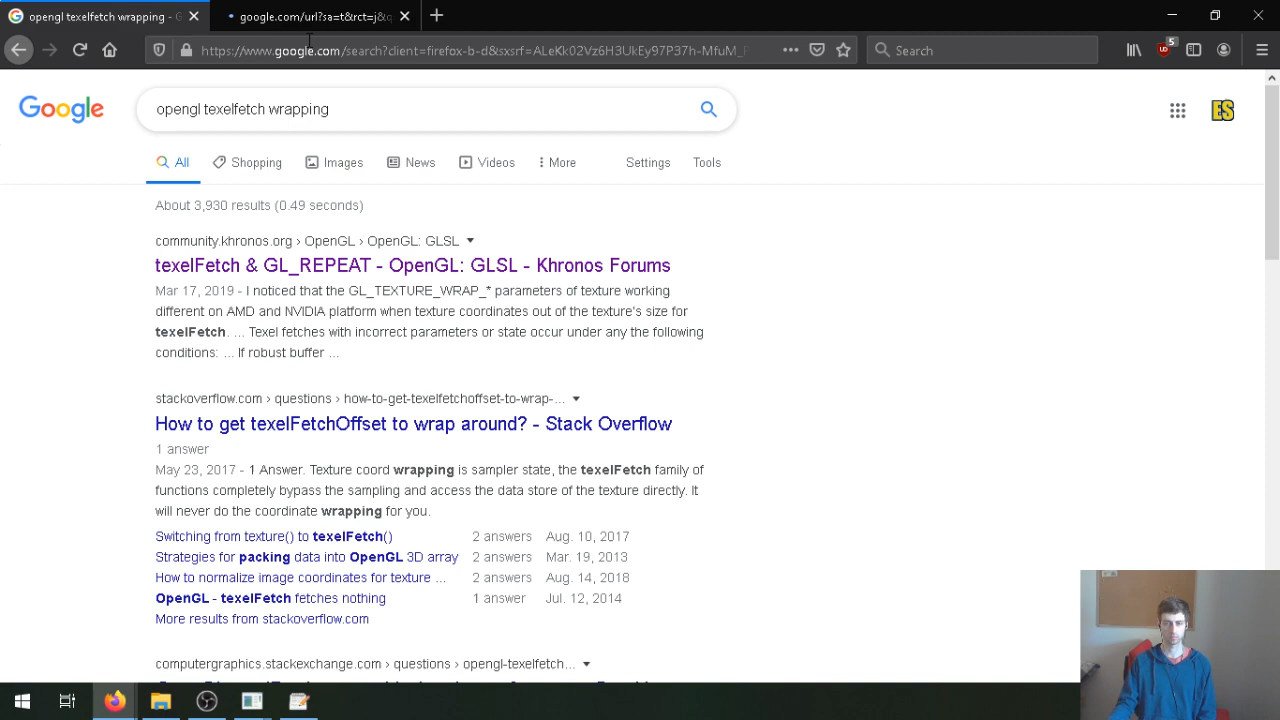 opengl texelfetch wrapping - G
google.com/url?sa=t&rct=j&q
https://www.google.com/search?client=firefox-b-d&sxsrf=ALeKk02Vz6H3UkEy97P37h-MfuM_F
Search
5
Google
opengl texelfetch wrapping
ES
All
Shopping
Images
News
Videos
More
Settings
Tools
About 3,930 results (0.49 seconds)
community.khronos.org › OpenGL › OpenGL: GLSL
texelFetch & GL_REPEAT - OpenGL: GLSL - Khronos Forums
Mar 17, 2019 - I noticed that the GL_TEXTURE_WRAP_* parameters of texture working
different on AMD and NVIDIA platform when texture coordinates out of the texture's size for
texelFetch. ... Texel fetches with incorrect parameters or state occur under any the following
conditions: ... If robust buffer ...
stackoverflow.com › questions › how-to-get-texelfetchoffset-to-wrap-...
How to get texelFetchOffset to wrap around? - Stack Overflow
1 answer
May 23, 2017 - 1 Answer. Texture coord wrapping is sampler state, the texelFetch family of
functions completely bypass the sampling and access the data store of the texture directly. It
will never do the coordinate wrapping for you.
Switching from texture() to texelFetch() 2 answers Aug. 10, 2017
Strategies for packing data into OpenGL 3D array 2 answers Mar. 19, 2013
How to normalize image coordinates for texture ... 2 answers Aug. 14, 2018
OpenGL - texelFetch fetches nothing 1 answer Jul. 12, 2014
More results from stackoverflow.com
computergraphics.stackexchange.com › questions › opengl-texelfetch...